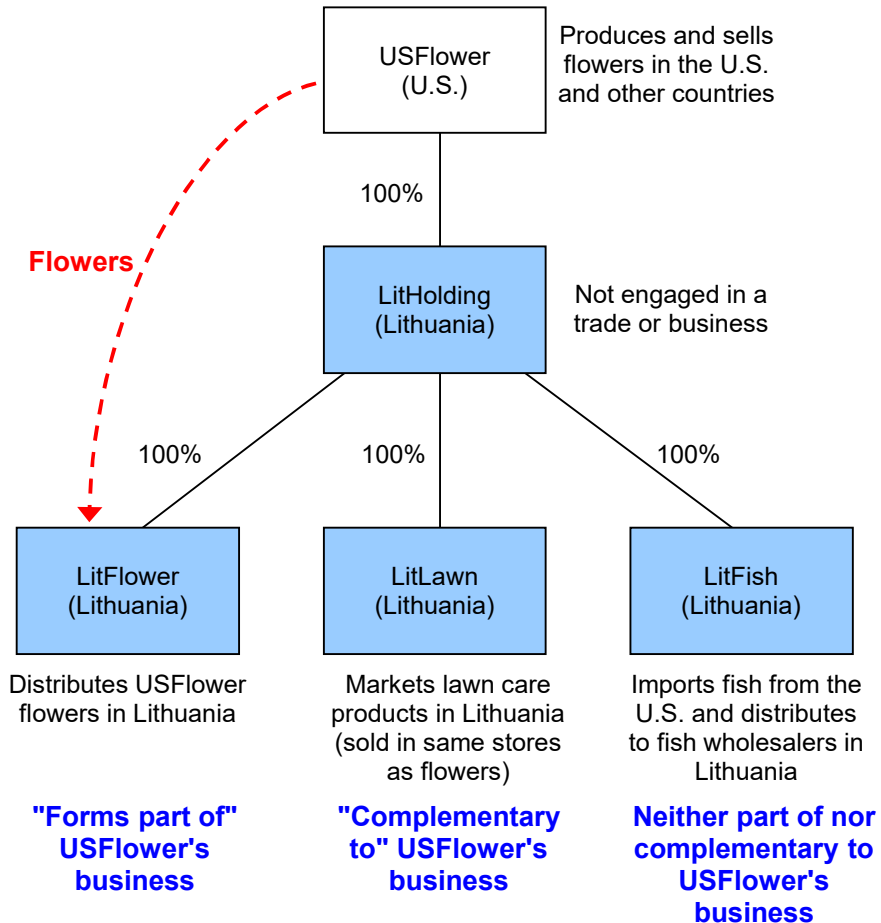 USFlower
(U.S.)
Produces and sells
flowers in the U.S.
and other countries
100%
Flowers
LitHolding
(Lithuania)
Not engaged in a
trade or business
100%
100%
100%
LitFlower
(Lithuania)
LitLawn
(Lithuania)
LitFish
(Lithuania)
Distributes USFlower
flowers in Lithuania
Markets lawn care
products in Lithuania
(sold in same stores
as flowers)
Imports fish from the
U.S. and distributes
to fish wholesalers in
Lithuania
"Forms part of"
USFlower's
business
"Complementary
to" USFlower's
business
Neither part of nor
complementary to
USFlower's
business